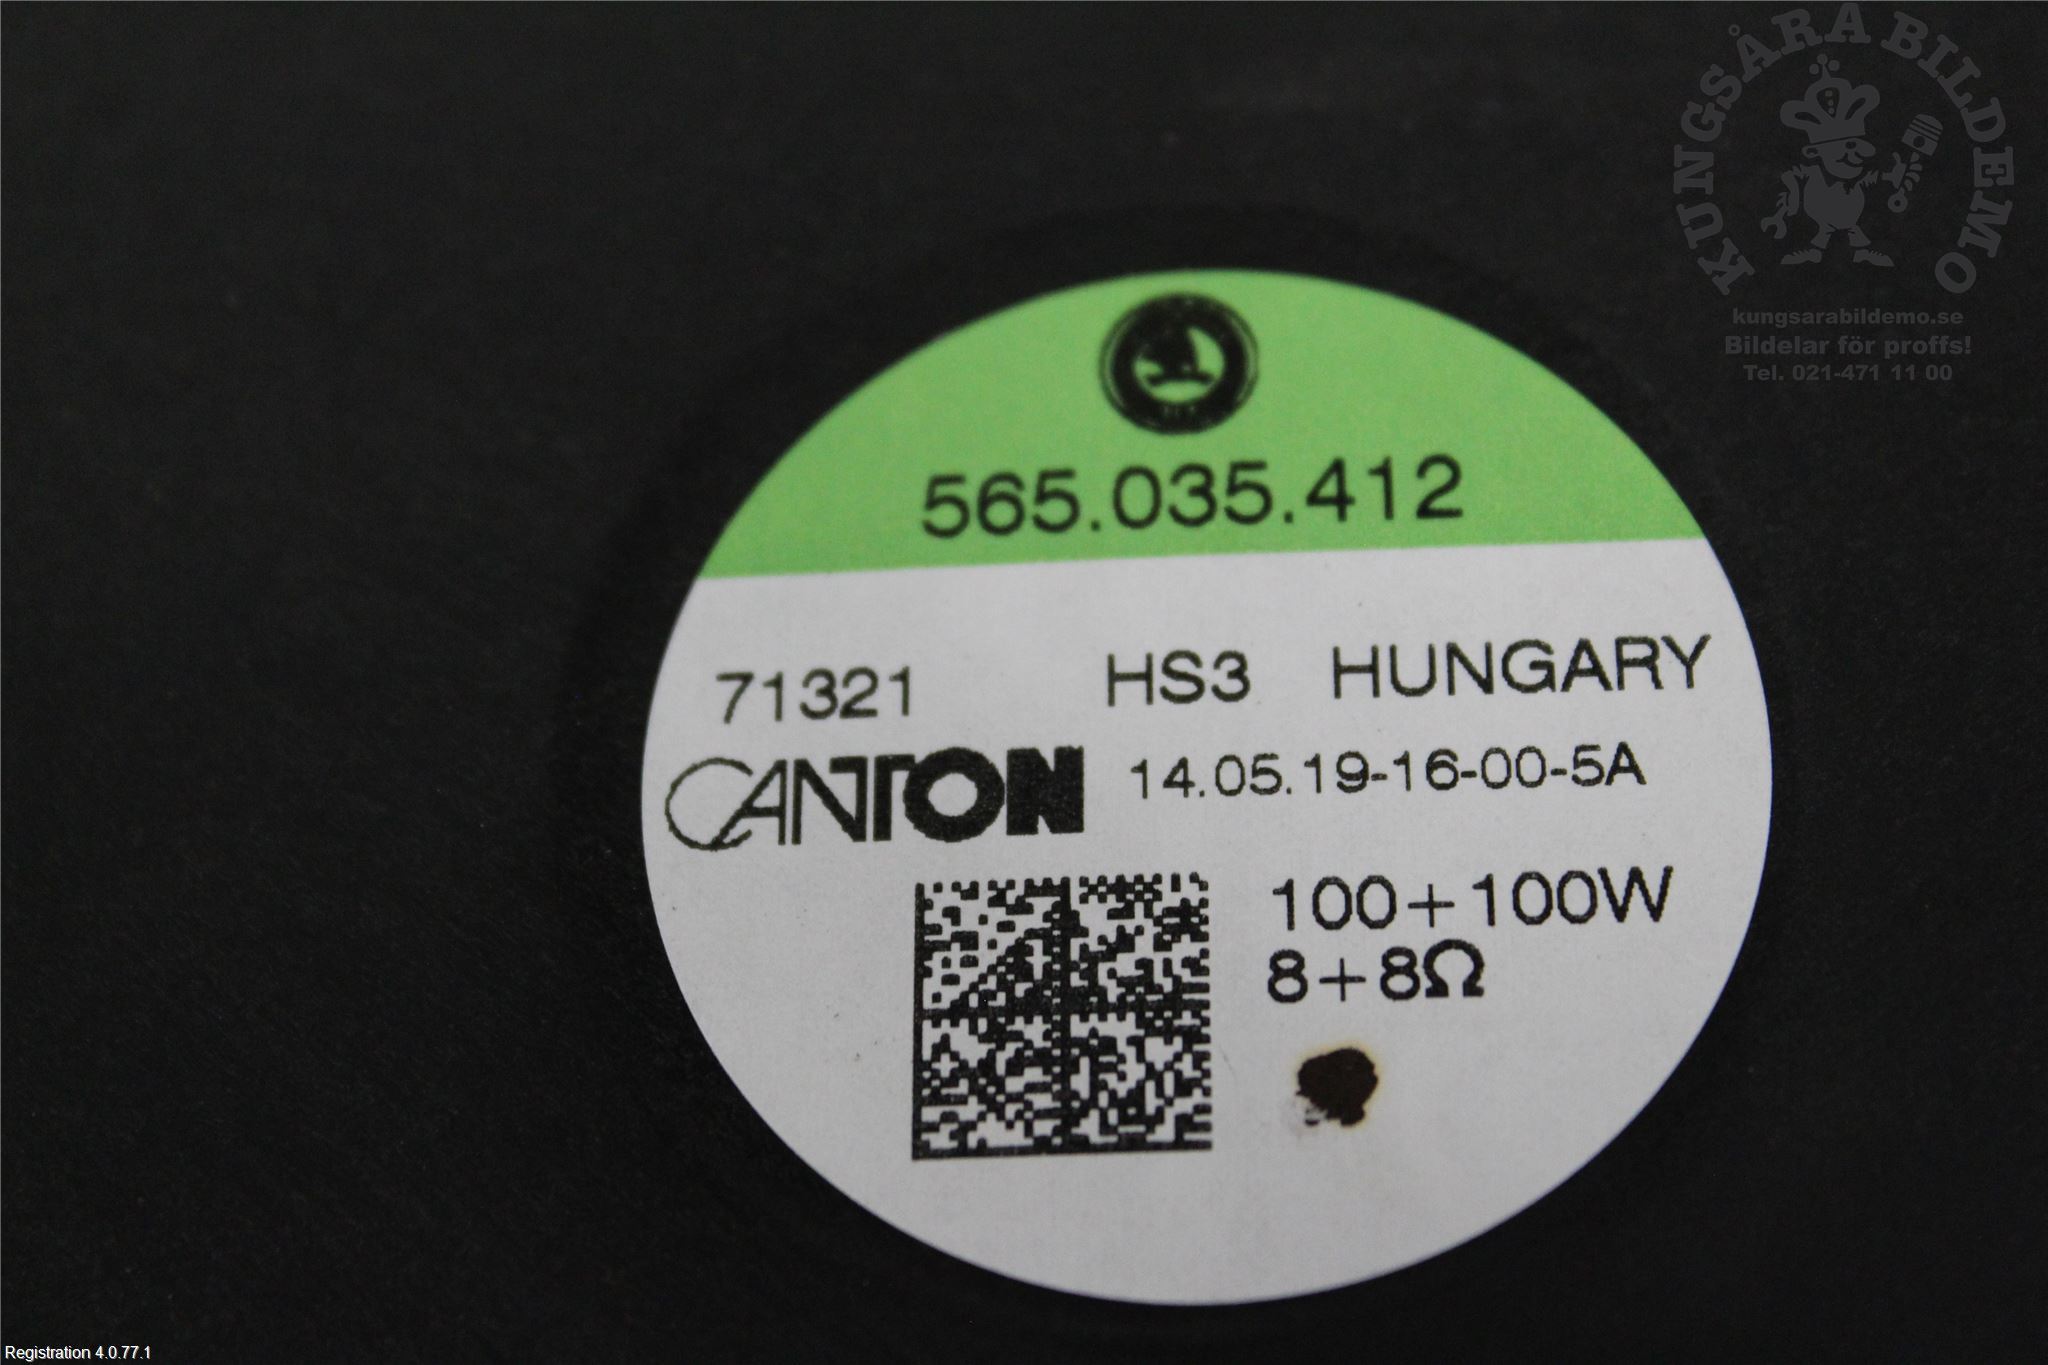 KUNGSÅRA BILDEMO
kungsarabildemo.se
Bildelar för proffs!
Tel. 021-471 11 00
565.035.412
71321 HS3 HUNGARY
CANTON 14.05.19-16-00-5A
100+100W
8+8Ω
Registration 4.0.77.1